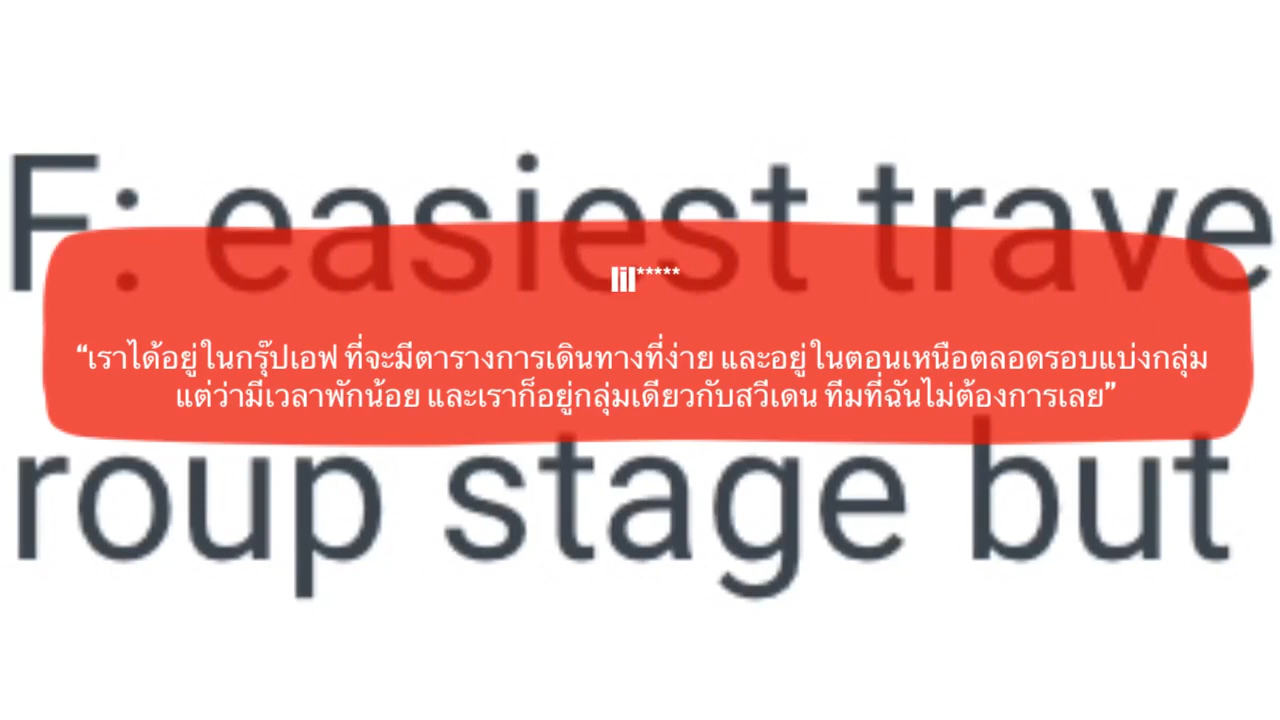 F: easiest trave
lil*****
“เราได้อยู่ในกรุ๊ปเอฟ ที่จะมีตารางการเดินทางที่ง่าย และอยู่ในตอนเหนือตลอดรอบแบ่งกลุ่ม
แต่ว่ามีเวลาพักน้อย และเราก็อยู่กลุ่มเดียวกับสวีเดน ทีมที่ฉันไม่ต้องการเลย”
roup stage but